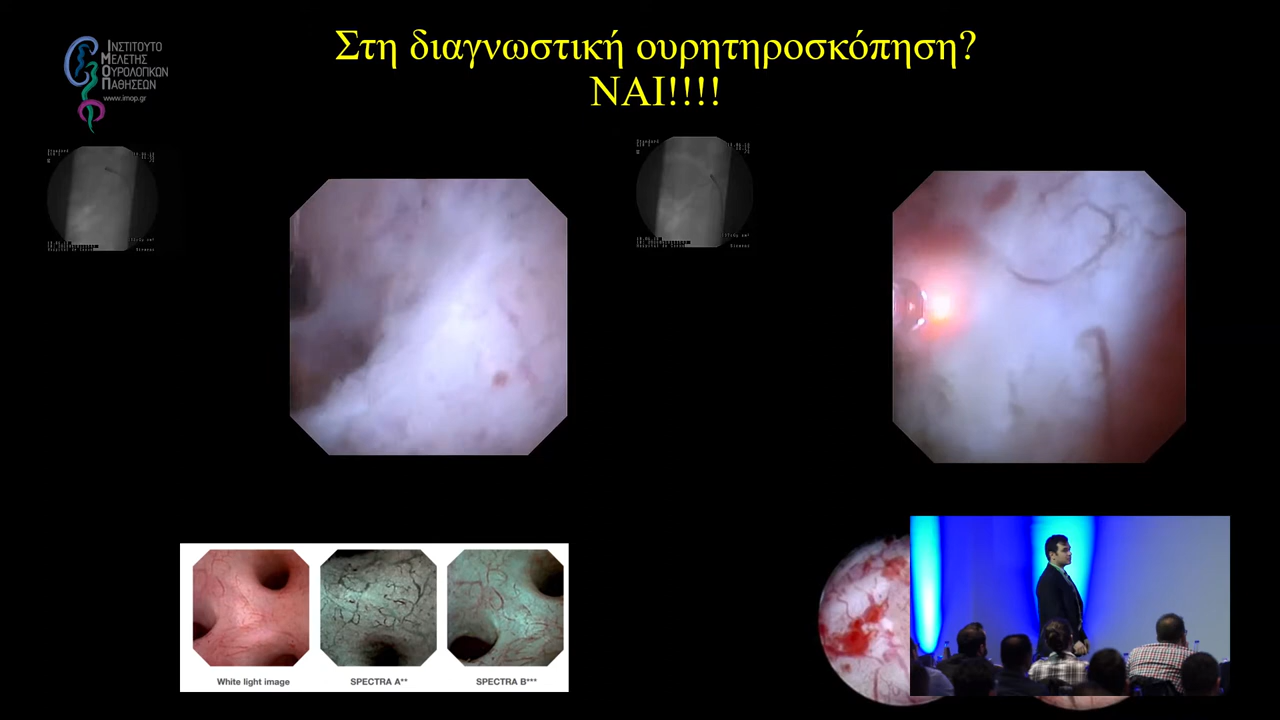 Στη διαγνωστική ουρητηροσκόπηση?
ΝΑΙ!!!!
ΙΝΣΤΙΤΟΥΤΟ
ΜΕΛΕΤΗΣ
ΟΥΡΟΛΟΓΙΚΩΝ
ΠΑΘΗΣΕΩΝ
www.imop.gr
White light image
SPECTRA A**
SPECTRA B***